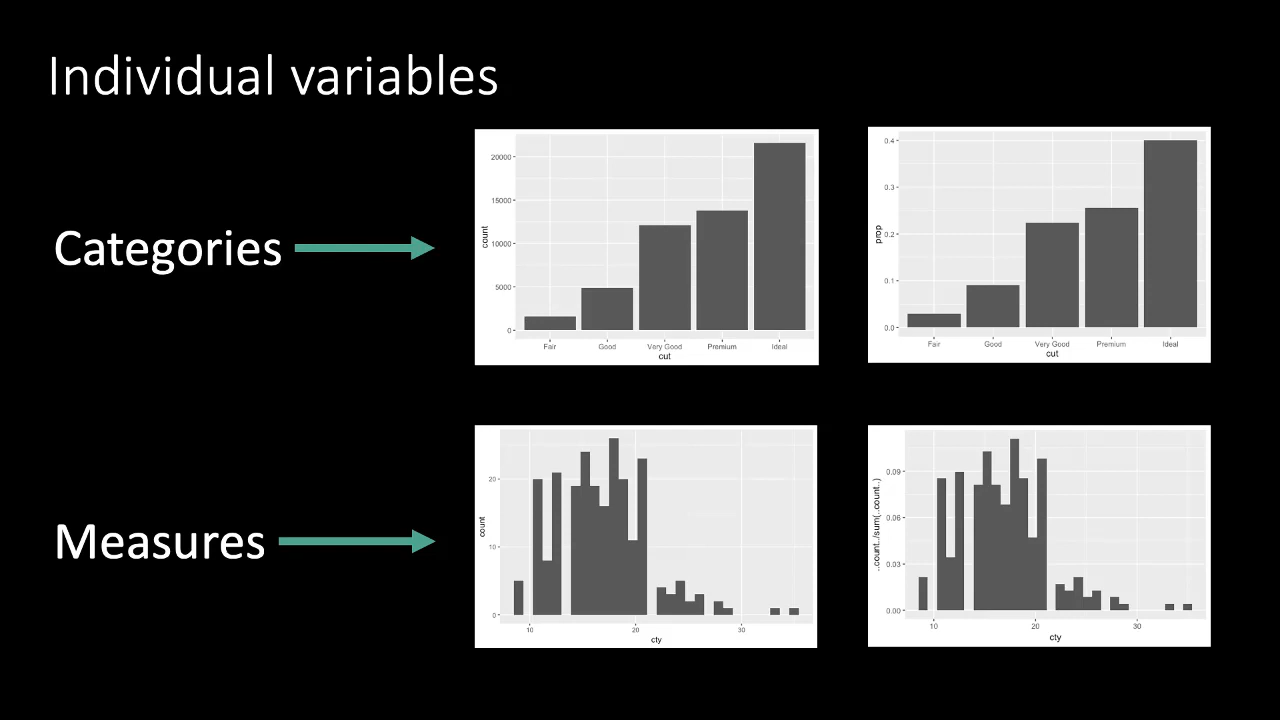 Individual variables
Categories
count
20000
15000
10000
5000
0
Fair Good Very Good Premium Ideal
cut
prop
0.4
0.3
0.2
0.1
0.0
Fair Good Very Good Premium Ideal
cut
Measures
count
20
10
0
10 20 30
cty
..count../sum(..count..)
0.09
0.06
0.03
0.00
10 20 30
cty